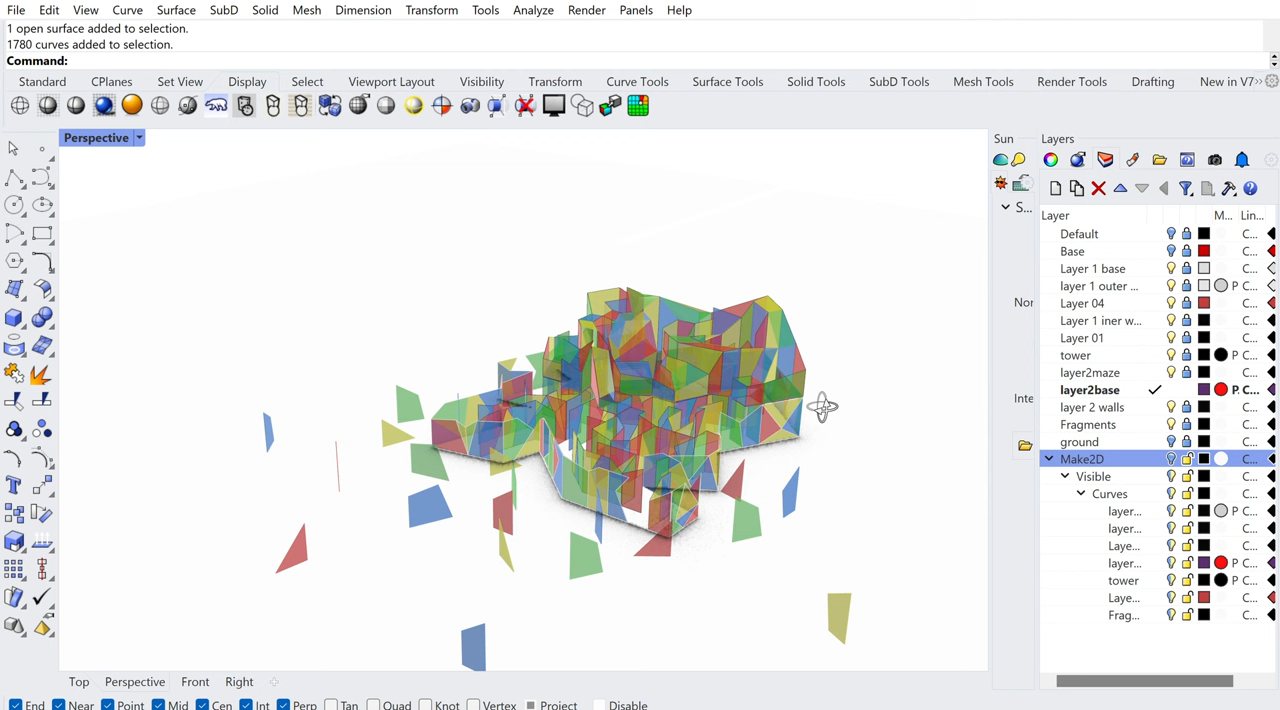 File Edit View Curve Surface SubD Solid Mesh Dimension Transform Tools Analyze Render Panels Help
1 open surface added to selection.
1780 curves added to selection.
Command:
Standard CPlanes Set View Display Select Viewport Layout Visibility Transform Curve Tools Surface Tools Solid Tools SubD Tools Mesh Tools Render Tools Drafting New in V7
Perspective
Sun
Layers
S...
Nor
Inte
Layer M... Lin...
Default C...
Base C...
Layer 1 base C...
layer 1 outer ... P C...
Layer 04 C...
Layer 1 iner w... C...
Layer 01 C...
tower P C...
layer2maze C...
layer2base P C...
layer 2 walls C...
Fragments C...
ground C...
Make2D C...
Visible C...
Curves C...
layer... P C...
layer... C...
Laye... C...
layer... P C...
tower P C...
Laye... C...
Frag... C...
Top Perspective Front Right
End Near Point Mid Cen Int Perp Tan Quad Knot Vertex Project Disable